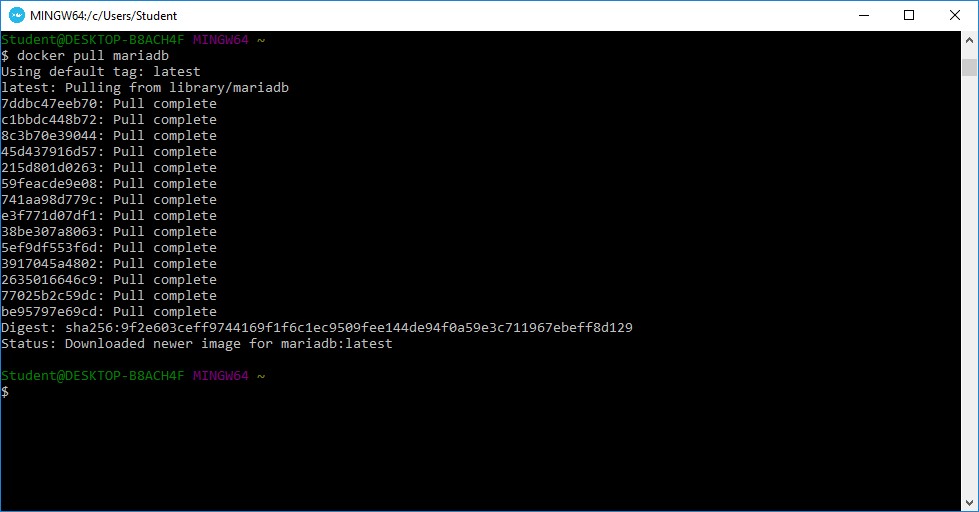 MINGW64:/c/Users/Student
Student@DESKTOP-B8ACH4F MINGW64 ~
$ docker pull mariadb
Using default tag: latest
latest: Pulling from library/mariadb
7ddbc47eeb70: Pull complete
c1bbdc448b72: Pull complete
8c3b70e39044: Pull complete
45d437916d57: Pull complete
215d801d0263: Pull complete
59feacde9e08: Pull complete
741aa98d779c: Pull complete
e3f771d07df1: Pull complete
38be307a8063: Pull complete
5ef9df553f6d: Pull complete
3917045a4802: Pull complete
2635016646c9: Pull complete
77025b2c59dc: Pull complete
be95797e69cd: Pull complete
Digest: sha256:9f2e603ceff9744169f1f6c1ec9509fee144de94f0a59e3c711967ebeff8d129
Status: Downloaded newer image for mariadb:latest
Student@DESKTOP-B8ACH4F MINGW64 ~
$